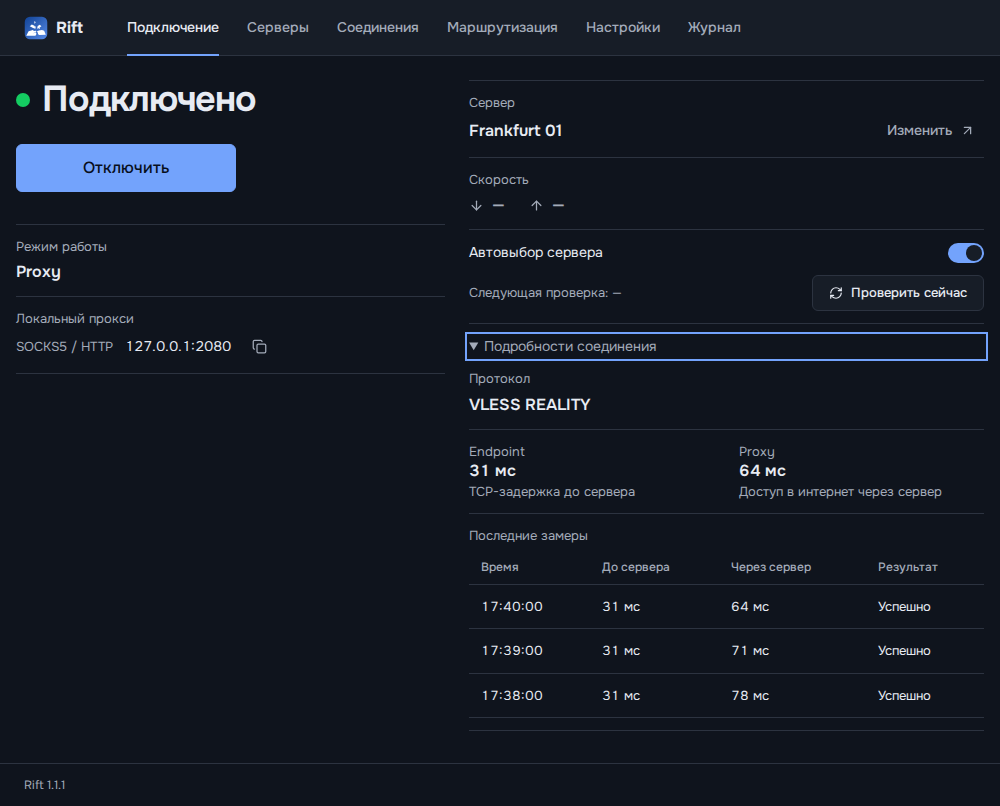 Rift
Подключение
Серверы
Соединения
Маршрутизация
Настройки
Журнал
Подключено
Отключить
Режим работы
Proxy
Локальный прокси
SOCKS5 / HTTP 127.0.0.1:2080
Сервер
Frankfurt 01
Изменить
Скорость
↓ — ↑ —
Автовыбор сервера
Следующая проверка: —
Проверить сейчас
Подробности соединения
Протокол
VLESS REALITY
Endpoint
31 мс
TCP-задержка до сервера
Proxy
64 мс
Доступ в интернет через сервер
Последние замеры
Время До сервера Через сервер Результат
17:40:00 31 мс 64 мс Успешно
17:39:00 31 мс 71 мс Успешно
17:38:00 31 мс 78 мс Успешно
Rift 1.1.1